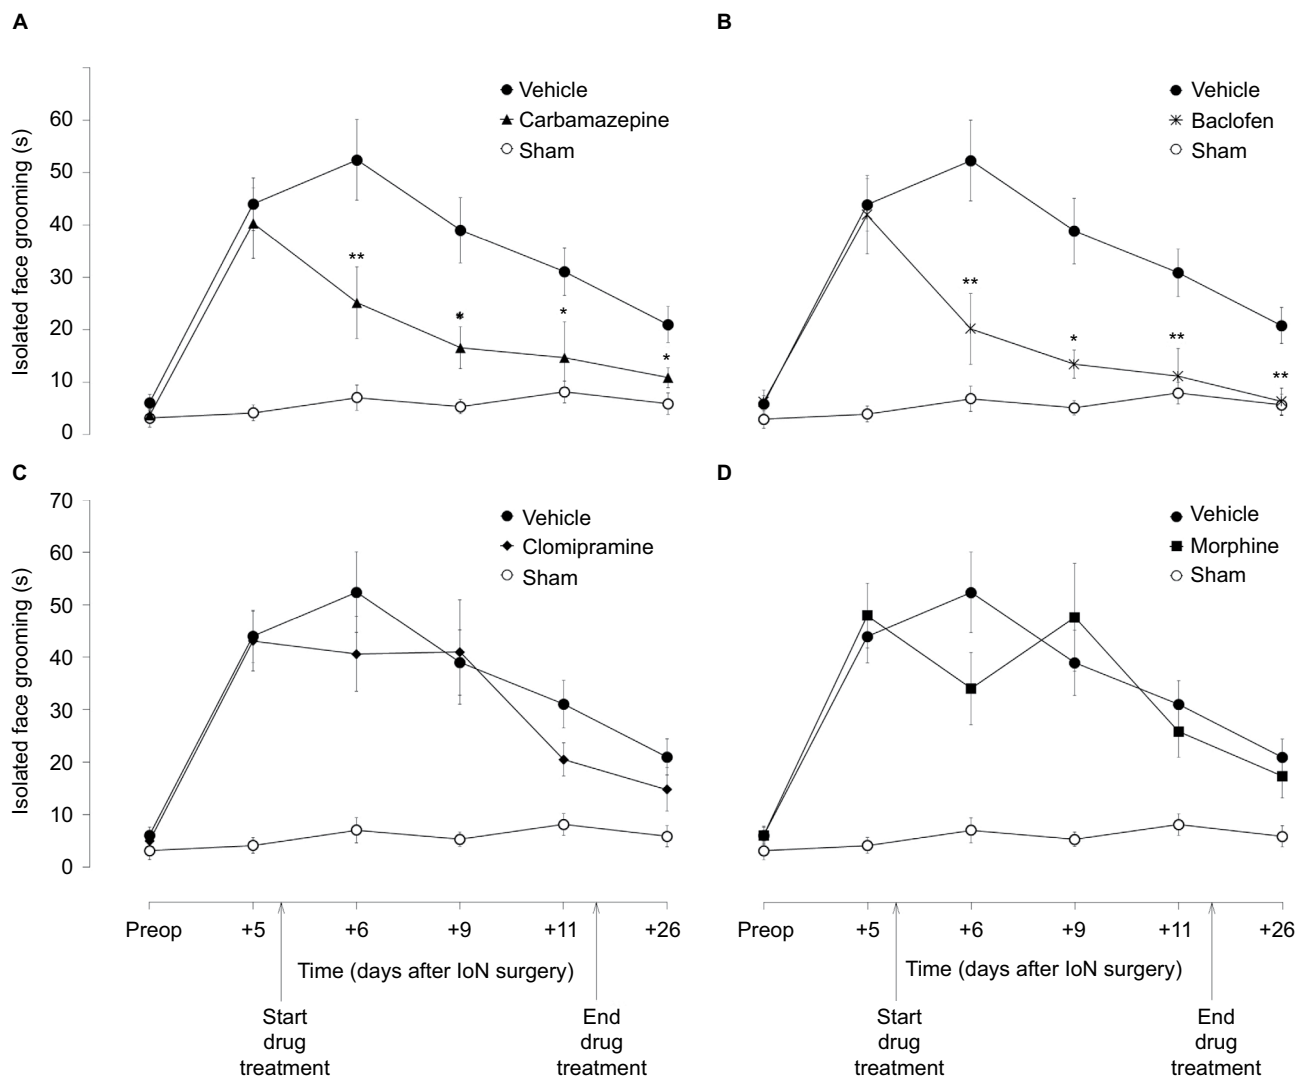 A
Isolated face grooming (s)
60
50
40
30
20
10
0
Vehicle
Carbamazepine
Sham
**
*
*
*
B
Vehicle
Baclofen
Sham
**
*
**
**
C
Isolated face grooming (s)
70
60
50
40
30
20
10
0
Vehicle
Clomipramine
Sham
Preop +5 +6 +9 +11 +26
Time (days after IoN surgery)
Start
drug
treatment
End
drug
treatment
D
Vehicle
Morphine
Sham
Preop +5 +6 +9 +11 +26
Time (days after IoN surgery)
Start
drug
treatment
End
drug
treatment